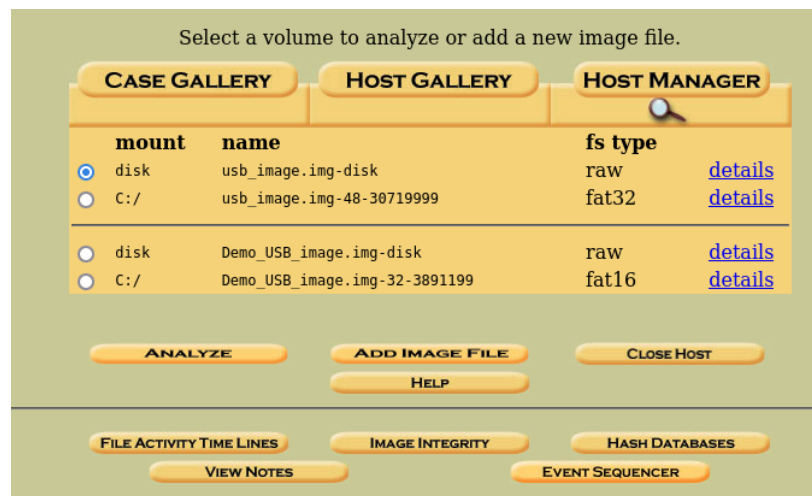 Select a volume to analyze or add a new image file.
CASE GALLERY HOST GALLERY HOST MANAGER
mount name fs type
disk usb_image.img-disk raw details
C:/ usb_image.img-48-30719999 fat32 details
disk Demo_USB_image.img-disk raw details
C:/ Demo_USB_image.img-32-3891199 fat16 details
ANALYZE ADD IMAGE FILE CLOSE HOST
HELP
FILE ACTIVITY TIME LINES IMAGE INTEGRITY HASH DATABASES
VIEW NOTES EVENT SEQUENCER